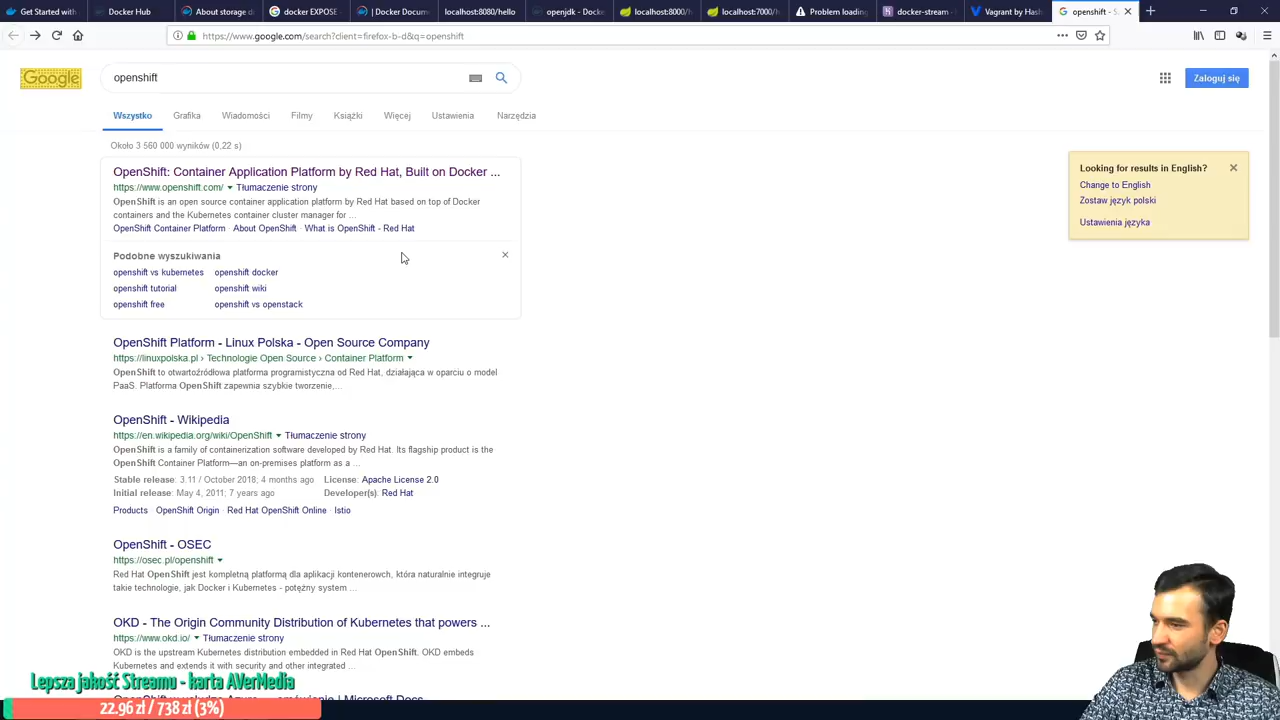 Get Started with
Docker Hub
About storage d
docker EXPOSE
[ Docker Docum
localhost:8080/hello
openjdk - Docke
localhost:8000/h
localhost:7000/h
Problem loading
docker-stream -
Vagrant by Hash
openshift - S
https://www.google.com/search?client=firefox-b-d&q=openshift
Google
openshift
Zaloguj się
Wszystko Grafika Wiadomości Filmy Książki Więcej Ustawienia Narzędzia
Około 3 560 000 wyników (0,22 s)
OpenShift: Container Application Platform by Red Hat, Built on Docker ...
https://www.openshift.com/ Tłumaczenie strony
OpenShift is an open source container application platform by Red Hat based on top of Docker
containers and the Kubernetes container cluster manager for ...
OpenShift Container Platform · About OpenShift · What is OpenShift - Red Hat
Podobne wyszukiwania
openshift vs kubernetes openshift docker
openshift tutorial openshift wiki
openshift free openshift vs openstack
Looking for results in English?
Change to English
Zostaw język polski
Ustawienia języka
OpenShift Platform - Linux Polska - Open Source Company
https://linuxpolska.pl › Technologie Open Source › Container Platform
OpenShift to otwartoźródłowa platforma programistyczna od Red Hat, działająca w oparciu o model
PaaS. Platforma OpenShift zapewnia szybkie tworzenie,...
OpenShift - Wikipedia
https://en.wikipedia.org/wiki/OpenShift Tłumaczenie strony
OpenShift is a family of containerization software developed by Red Hat. Its flagship product is the
OpenShift Container Platform—an on-premises platform as a ...
Stable release: 3.11 / October 2018; 4 months ago License: Apache License 2.0
Initial release: May 4, 2011; 7 years ago Developer(s): Red Hat
Products · OpenShift Origin · Red Hat OpenShift Online · Istio
OpenShift - OSEC
https://osec.pl/openshift
Red Hat OpenShift jest kompletną platformą dla aplikacji kontenerowch, która naturalnie integruje
takie technologie, jak Docker i Kubernetes - potężny system ...
OKD - The Origin Community Distribution of Kubernetes that powers ...
https://www.okd.io/ Tłumaczenie strony
OKD is the upstream Kubernetes distribution embedded in Red Hat OpenShift. OKD embeds
Kubernetes and extends it with security and other integrated ...
Microsoft Docs
Lepsza jakość Streamu - karta AVerMedia
22.96 zł / 738 zł (3%)